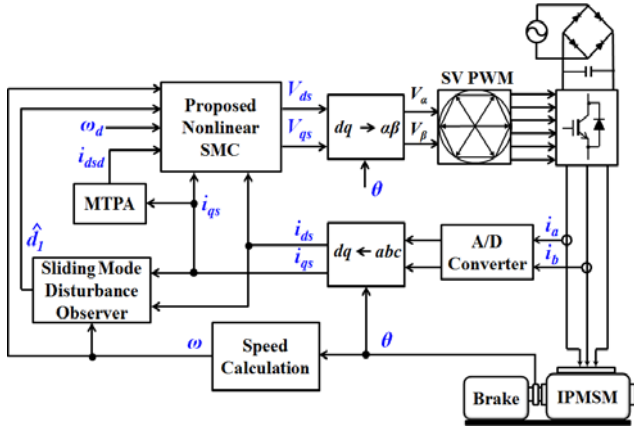 SV PWM
Proposed
Nonlinear
SMC
V_ds
V_qs
dq → αβ
V_α
V_β
ω_d
i_dsd
MTPA
i_qs
θ
d̂_1
Sliding Mode
Disturbance
Observer
i_ds
i_qs
dq ← abc
A/D
Converter
i_a
i_b
ω
Speed
Calculation
θ
Brake
IPMSM